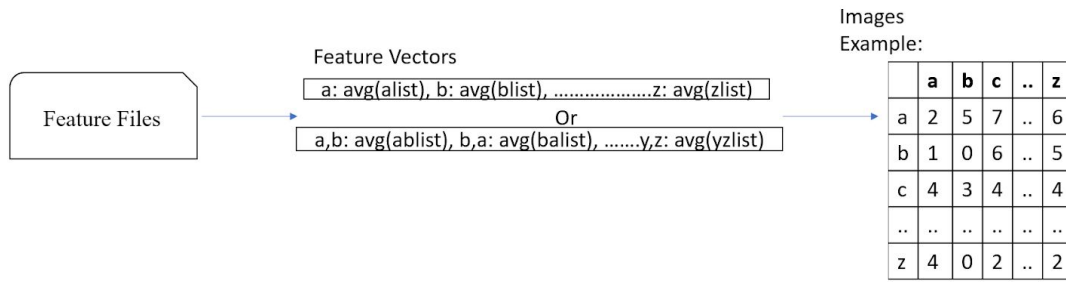 Feature Files
Feature Vectors
a: avg(alist), b: avg(blist), ...................z: avg(zlist)
Or
a,b: avg(ablist), b,a: avg(balist), .......y,z: avg(yzlist)
Images
Example:
a b c .. z
a 2 5 7 .. 6
b 1 0 6 .. 5
c 4 3 4 .. 4
.. .. .. .. .. ..
z 4 0 2 .. 2